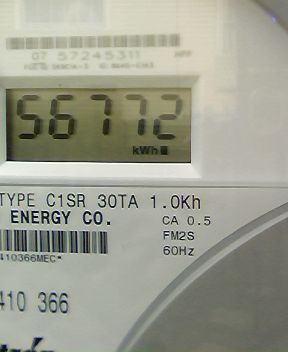 07 57245311
56772
kWh
TYPE C1SR 30TA 1.0Kh
ENERGY CO.
CA 0.5
FM2S
60Hz
410366MEC*
410 366